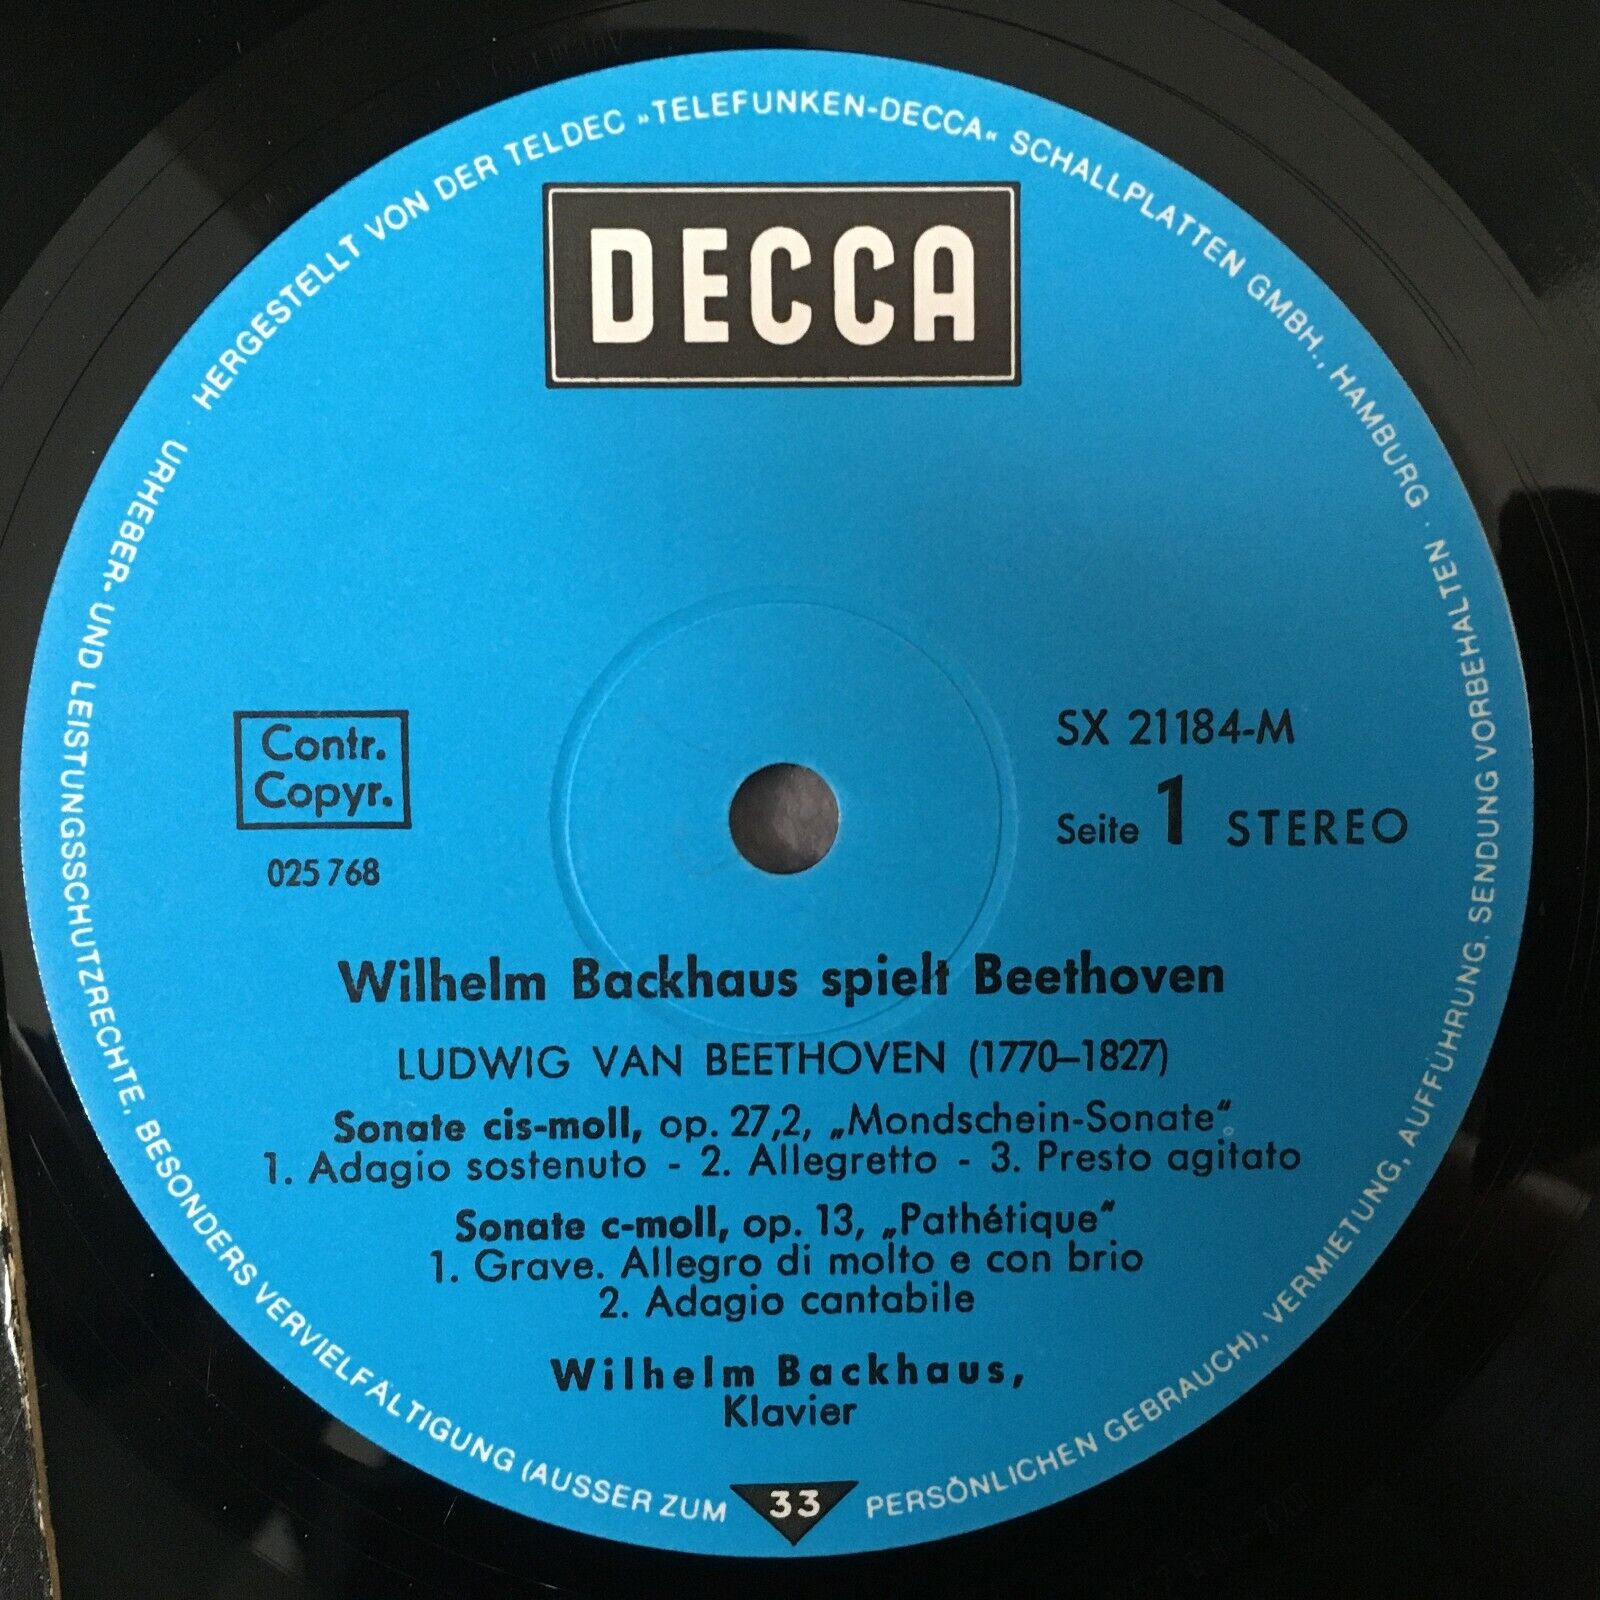 HERGESTELLT VON DER TELDEC »TELEFUNKEN-DECCA« SCHALLPLATTEN GMBH., HAMBURG ·
DECCA
Contr.
Copyr.
025 768
SX 21184-M
Seite 1 STEREO
Wilhelm Backhaus spielt Beethoven
LUDWIG VAN BEETHOVEN (1770–1827)
Sonate cis-moll, op. 27,2, „Mondschein-Sonate“
1. Adagio sostenuto - 2. Allegretto - 3. Presto agitato
Sonate c-moll, op. 13, „Pathétique“
1. Grave. Allegro di molto e con brio
2. Adagio cantabile
Wilhelm Backhaus,
Klavier
33
URHEBER- UND LEISTUNGSSCHUTZRECHTE, BESONDERS VERVIELFÄLTIGUNG (AUSSER ZUM PERSÖNLICHEN GEBRAUCH), VERMIETUNG, AUFFÜHRUNG, SENDUNG VORBEHALTEN